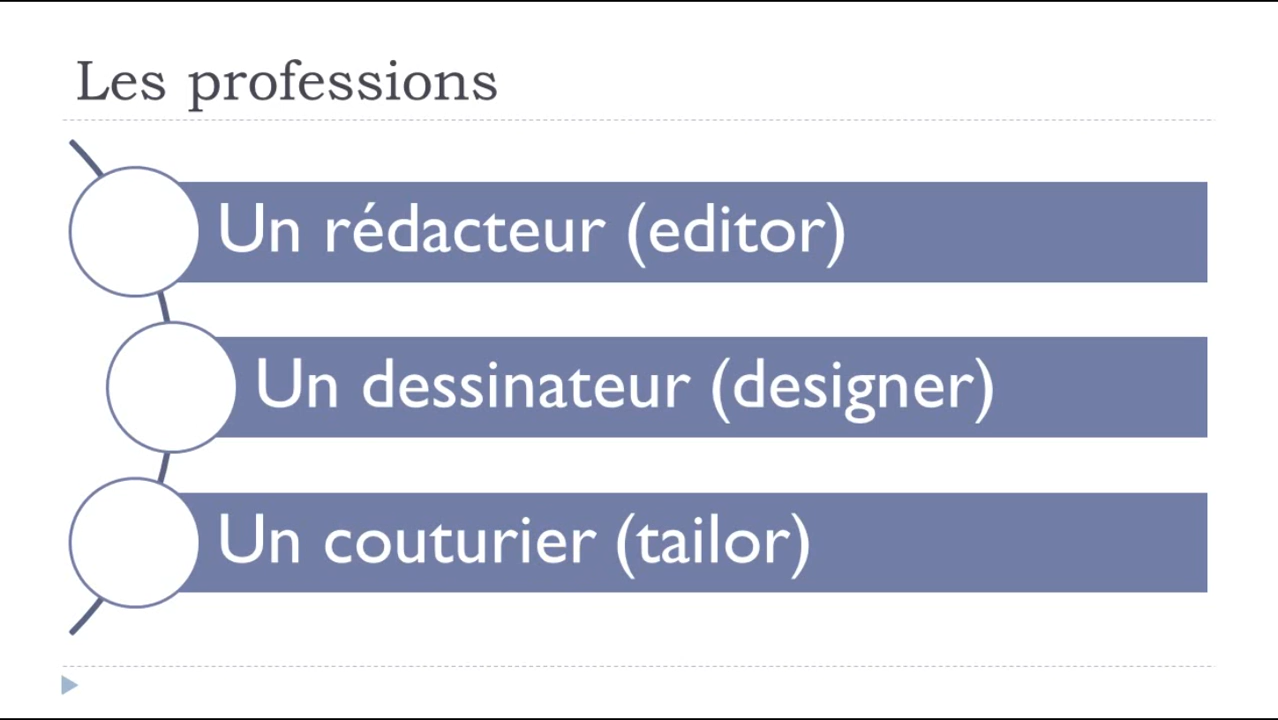 Les professions
Un rédacteur (editor)
Un dessinateur (designer)
Un couturier (tailor)